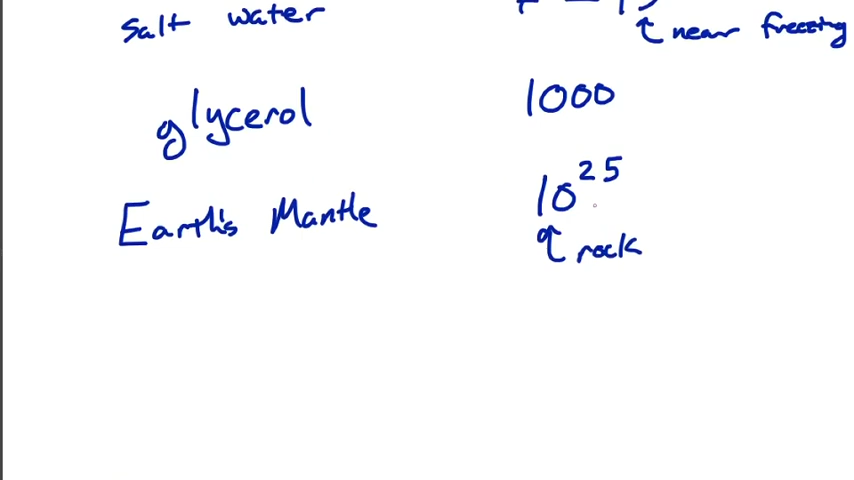 salt water
↑ near freezing
glycerol 1000
Earth's Mantle 10^25
↑ rock